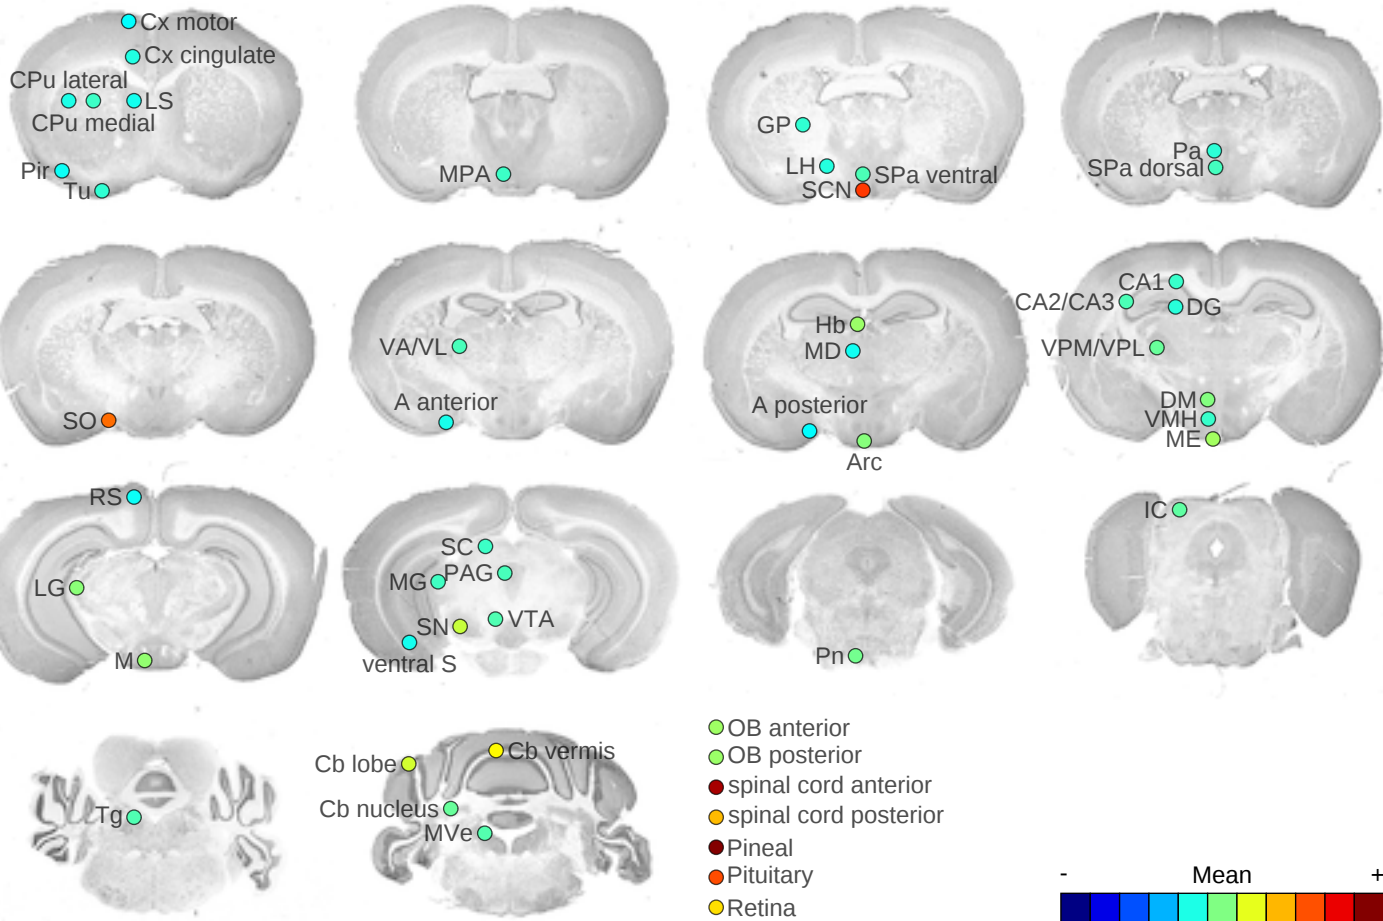 Cx motor
Cx cingulate
CPu lateral
LS
CPu medial
Pir
Tu
MPA
GP
LH
SPa ventral
SCN
Pa
SPa dorsal
SO
VA/VL
A anterior
Hb
MD
A posterior
Arc
CA1
CA2/CA3
DG
VPM/VPL
DM
VMH
ME
RS
LG
M
SC
MG
PAG
SN
VTA
ventral S
Pn
IC
Tg
Cb lobe
Cb vermis
Cb nucleus
MVe
OB anterior
OB posterior
spinal cord anterior
spinal cord posterior
Pineal
Pituitary
Retina
- Mean +